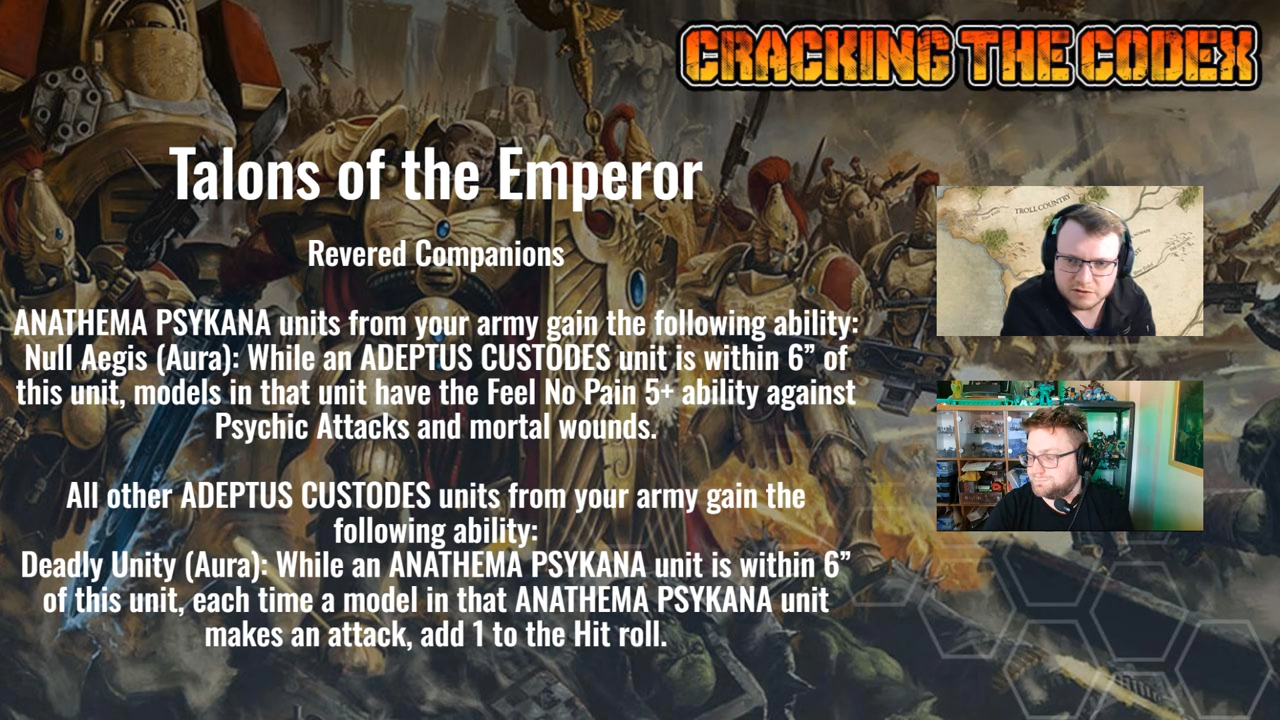 CRACKING THE CODEX
Talons of the Emperor
Revered Companions
ANATHEMA PSYKANA units from your army gain the following ability:
Null Aegis (Aura): While an ADEPTUS CUSTODES unit is within 6” of
this unit, models in that unit have the Feel No Pain 5+ ability against
Psychic Attacks and mortal wounds.
All other ADEPTUS CUSTODES units from your army gain the
following ability:
Deadly Unity (Aura): While an ANATHEMA PSYKANA unit is within 6”
of this unit, each time a model in that ANATHEMA PSYKANA unit
makes an attack, add 1 to the Hit roll.
TROLL COUNTRY